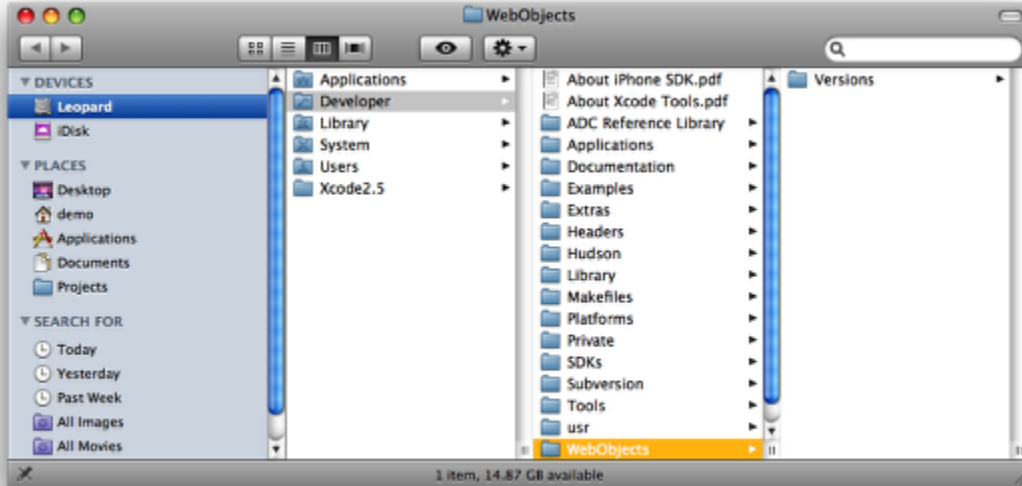 WebObjects
DEVICES
Leopard
iDisk
PLACES
Desktop
demo
Applications
Documents
Projects
SEARCH FOR
Today
Yesterday
Past Week
All Images
All Movies
Applications
Developer
Library
System
Users
Xcode2.5
About iPhone SDK.pdf
About Xcode Tools.pdf
ADC Reference Library
Applications
Documentation
Examples
Extras
Headers
Hudson
Library
Makefiles
Platforms
Private
SDKs
Subversion
Tools
usr
WebObjects
Versions
1 item, 14.87 GB available